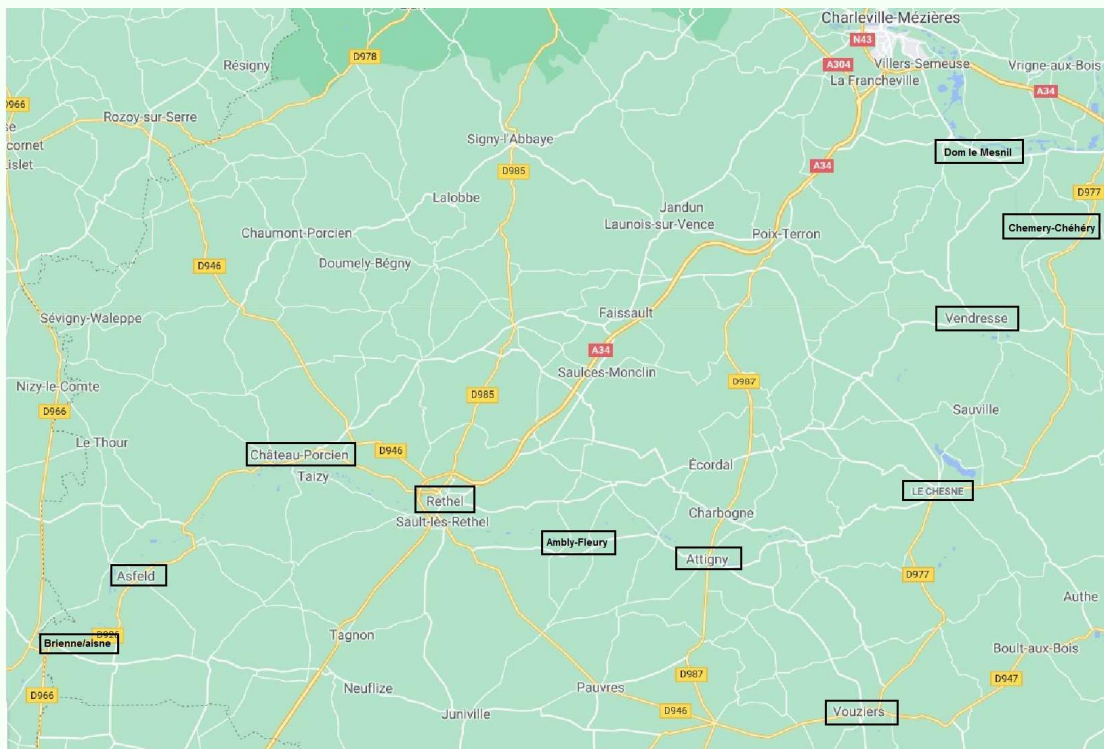 Charleville-Mézières
D978
N43
Résigny
A304
Villers-Semeuse
Vrigne-aux-Bois
La Francheville
D966
A34
Rozoy-sur-Serre
Signy-l'Abbaye
Lislet
Dom le Mesnil
D985
A34
D977
Lalobbe
Jandun
Chaumont-Porcien
Launois-sur-Vence
Poix-Terron
Chemery-Chéhéry
Doumely-Bégny
D946
Sévigny-Waleppe
Faissault
Vendresse
A34
Saulces-Monclin
Nizy-le-Comte
D985
D987
D966
Sauville
Le Thour
Château-Porcien
D946
Taizy
Écordal
Rethel
LE CHESNE
Sault-lès-Rethel
Charbogne
Ambly-Fleury
Attigny
Asfeld
D977
Authe
Brienne/aisne
Tagnon
Boult-aux-Bois
D966
Neuflize
Pauvres
D987
D947
Juniville
D946
Vouziers